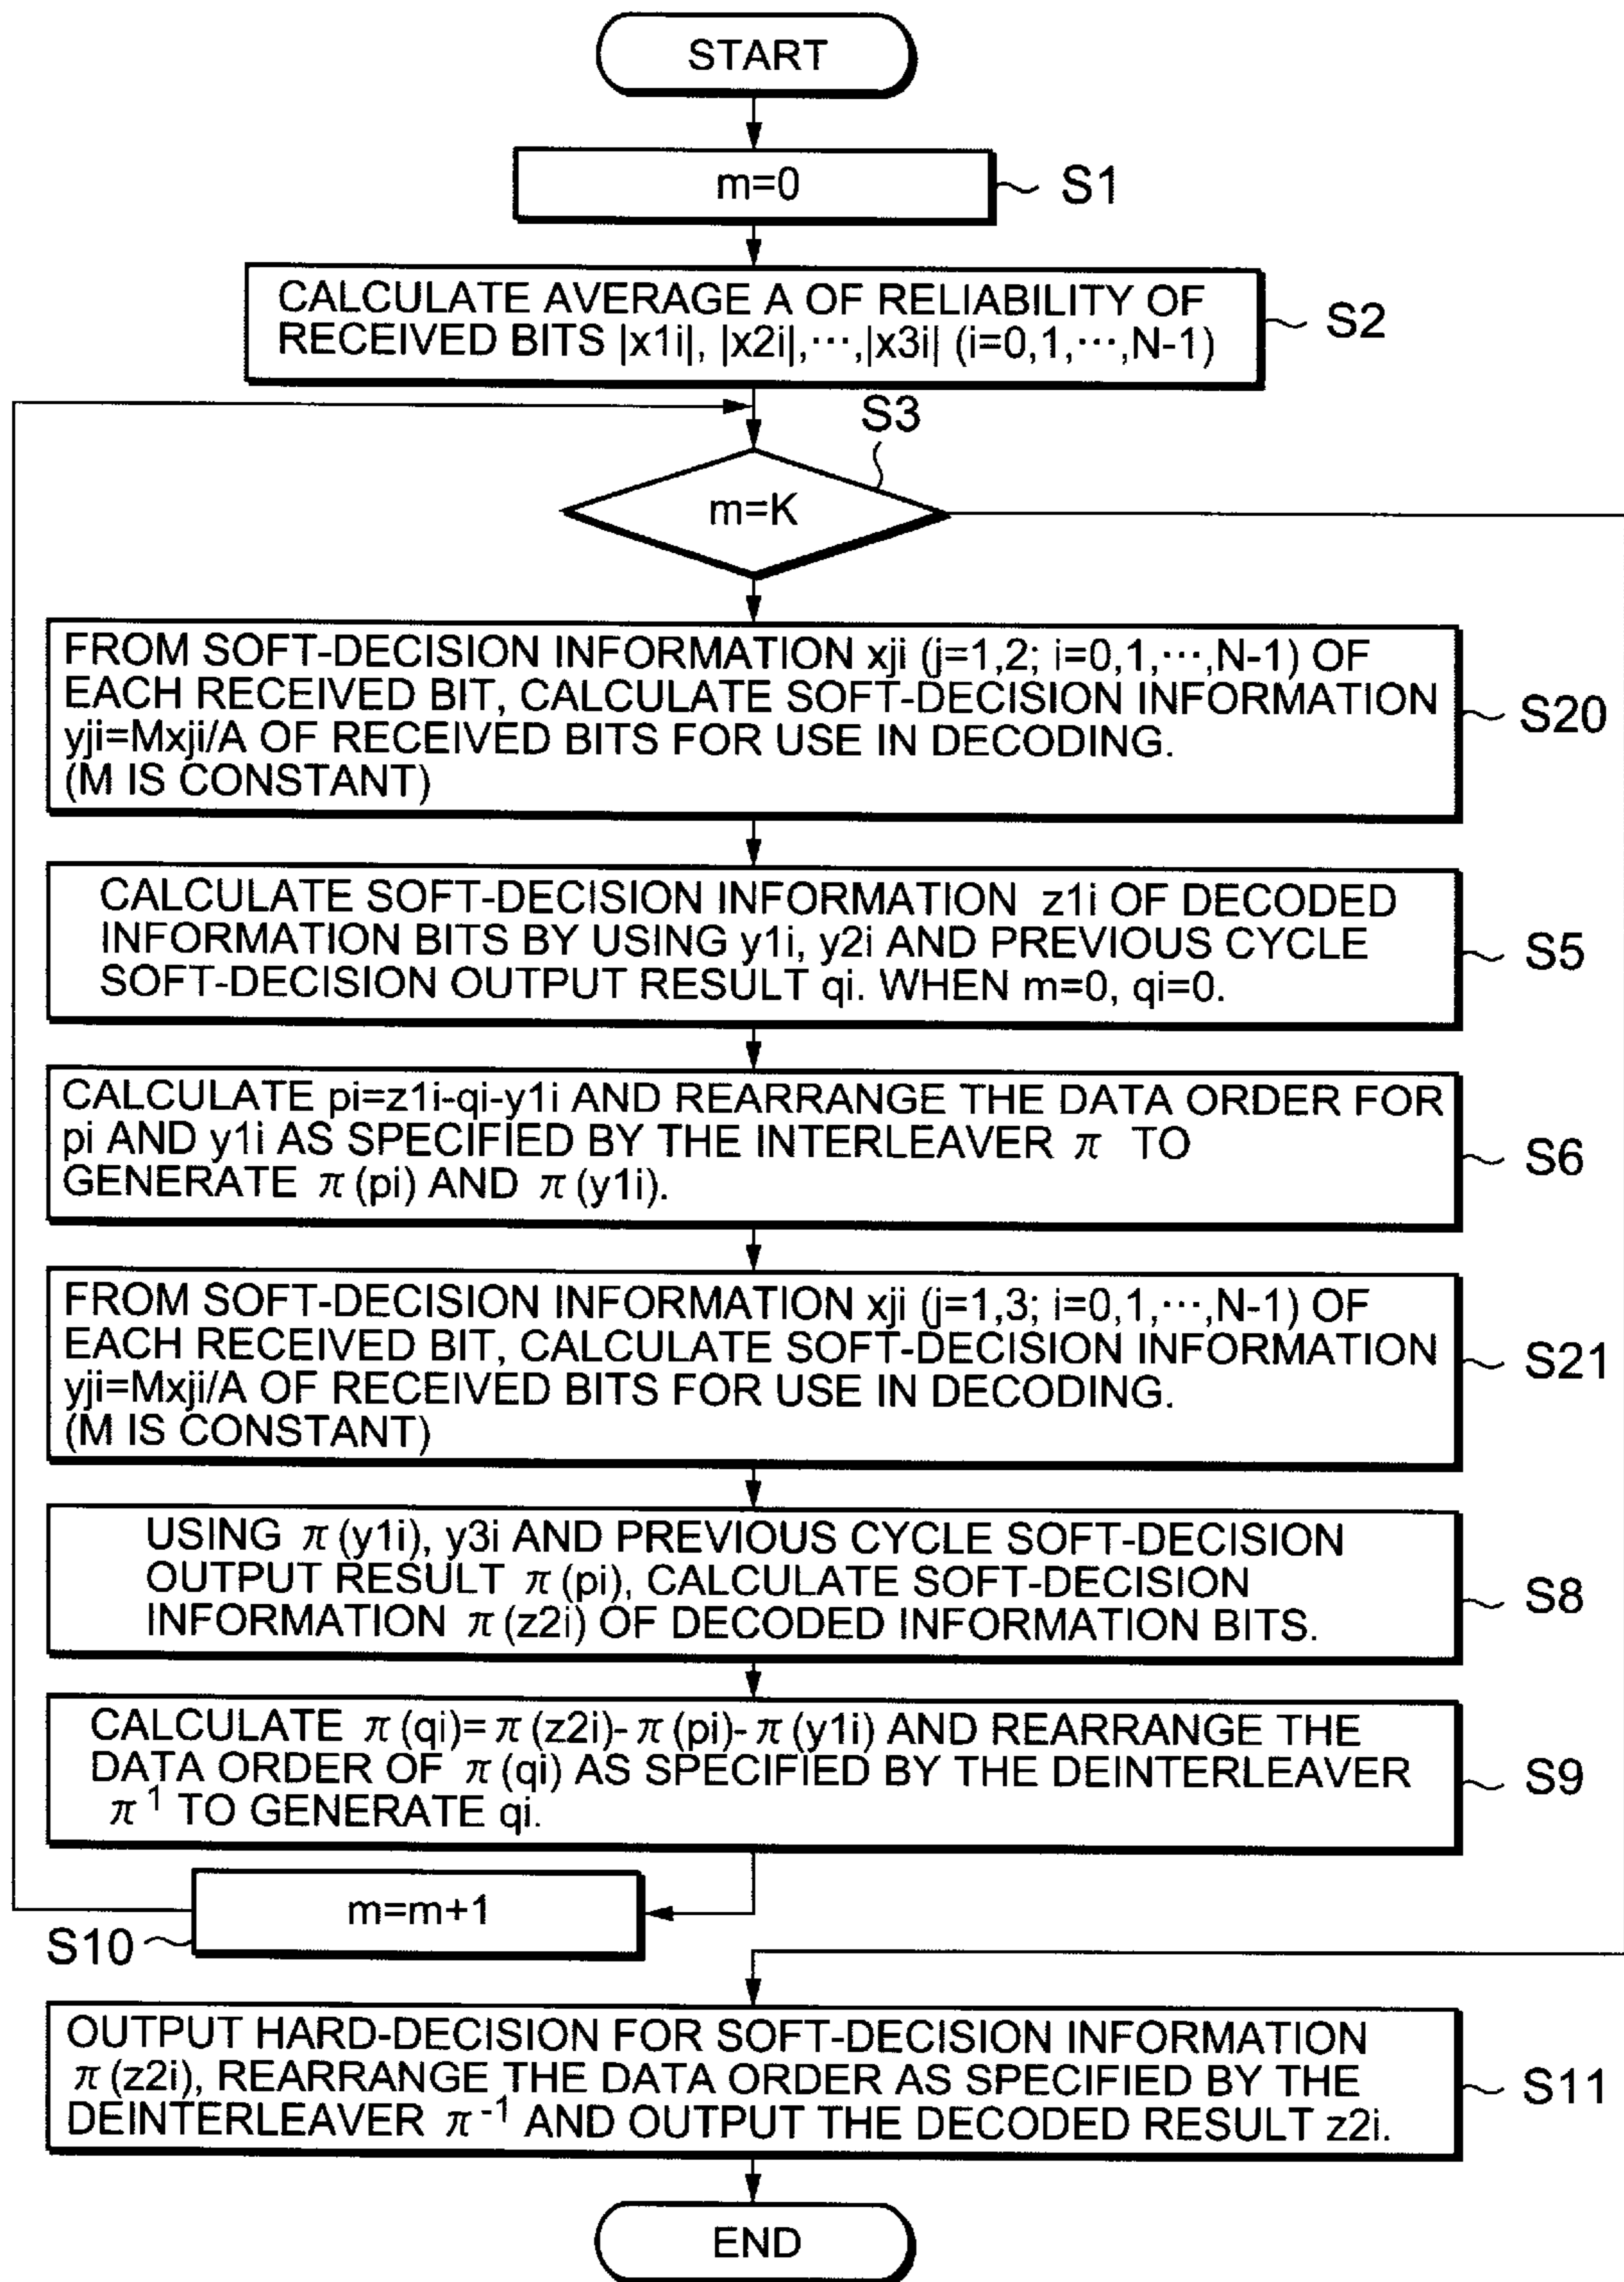 START
m=0
S1
CALCULATE AVERAGE A OF RELIABILITY OF
RECEIVED BITS |x1i|, |x2i|,⋯,|x3i| (i=0,1,⋯,N-1)
S2
S3
m=K
FROM SOFT-DECISION INFORMATION xji (j=1,2; i=0,1,⋯,N-1) OF
EACH RECEIVED BIT, CALCULATE SOFT-DECISION INFORMATION
yji=Mxji/A OF RECEIVED BITS FOR USE IN DECODING.
(M IS CONSTANT)
S20
CALCULATE SOFT-DECISION INFORMATION z1i OF DECODED
INFORMATION BITS BY USING y1i, y2i AND PREVIOUS CYCLE
SOFT-DECISION OUTPUT RESULT qi. WHEN m=0, qi=0.
S5
CALCULATE pi=z1i-qi-y1i AND REARRANGE THE DATA ORDER FOR
pi AND y1i AS SPECIFIED BY THE INTERLEAVER π TO
GENERATE π(pi) AND π(y1i).
S6
FROM SOFT-DECISION INFORMATION xji (j=1,3; i=0,1,⋯,N-1) OF
EACH RECEIVED BIT, CALCULATE SOFT-DECISION INFORMATION
yji=Mxji/A OF RECEIVED BITS FOR USE IN DECODING.
(M IS CONSTANT)
S21
USING π(y1i), y3i AND PREVIOUS CYCLE SOFT-DECISION
OUTPUT RESULT π(pi), CALCULATE SOFT-DECISION
INFORMATION π(z2i) OF DECODED INFORMATION BITS.
S8
CALCULATE π(qi)=π(z2i)-π(pi)-π(y1i) AND REARRANGE THE
DATA ORDER OF π(qi) AS SPECIFIED BY THE DEINTERLEAVER
π¹ TO GENERATE qi.
S9
m=m+1
S10
OUTPUT HARD-DECISION FOR SOFT-DECISION INFORMATION
π(z2i), REARRANGE THE DATA ORDER AS SPECIFIED BY THE
DEINTERLEAVER π⁻¹ AND OUTPUT THE DECODED RESULT z2i.
S11
END